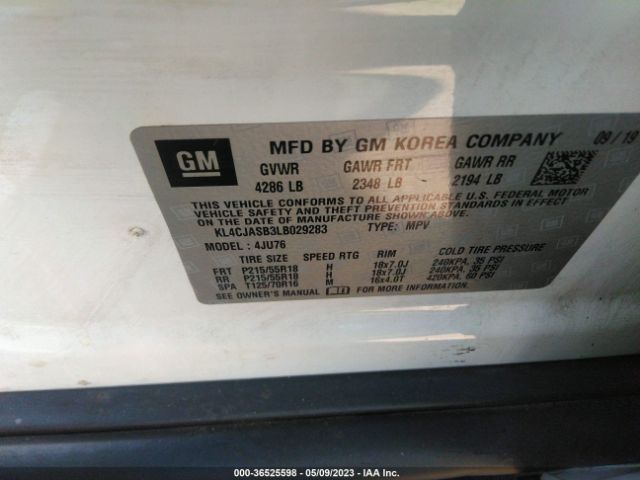 GM
MFD BY GM KOREA COMPANY 09/19
GVWR GAWR FRT GAWR RR
4286 LB 2348 LB 2194 LB
THIS VEHICLE CONFORMS TO ALL APPLICABLE U.S. FEDERAL MOTOR
VEHICLE SAFETY AND THEFT PREVENTION STANDARDS IN EFFECT
ON THE DATE OF MANUFACTURE SHOWN ABOVE.
KL4CJASB3LB029283 TYPE: MPV
MODEL: 4JU76
TIRE SIZE SPEED RTG RIM COLD TIRE PRESSURE
FRT P215/55R18 H 18x7.0J 240KPA, 35 PSI
RR P215/55R18 H 18x7.0J 240KPA, 35 PSI
SPA T125/70R16 M 16x4.0T 420KPA, 60 PSI
SEE OWNER'S MANUAL FOR MORE INFORMATION.
000-36525598 - 05/09/2023 - IAA Inc.